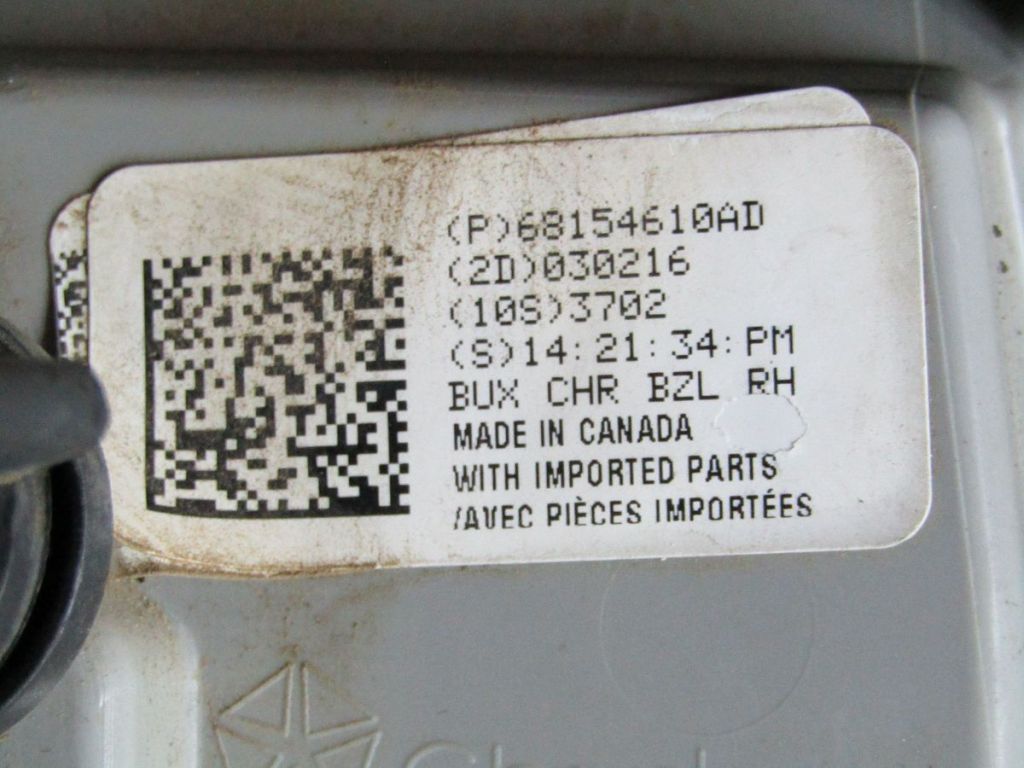 (P)68154610AD
(2D)030216
(10S)3702
(S)14:21:34:PM
BUX CHR BZL RH
MADE IN CANADA
WITH IMPORTED PARTS
/AVEC PIÈCES IMPORTÉES